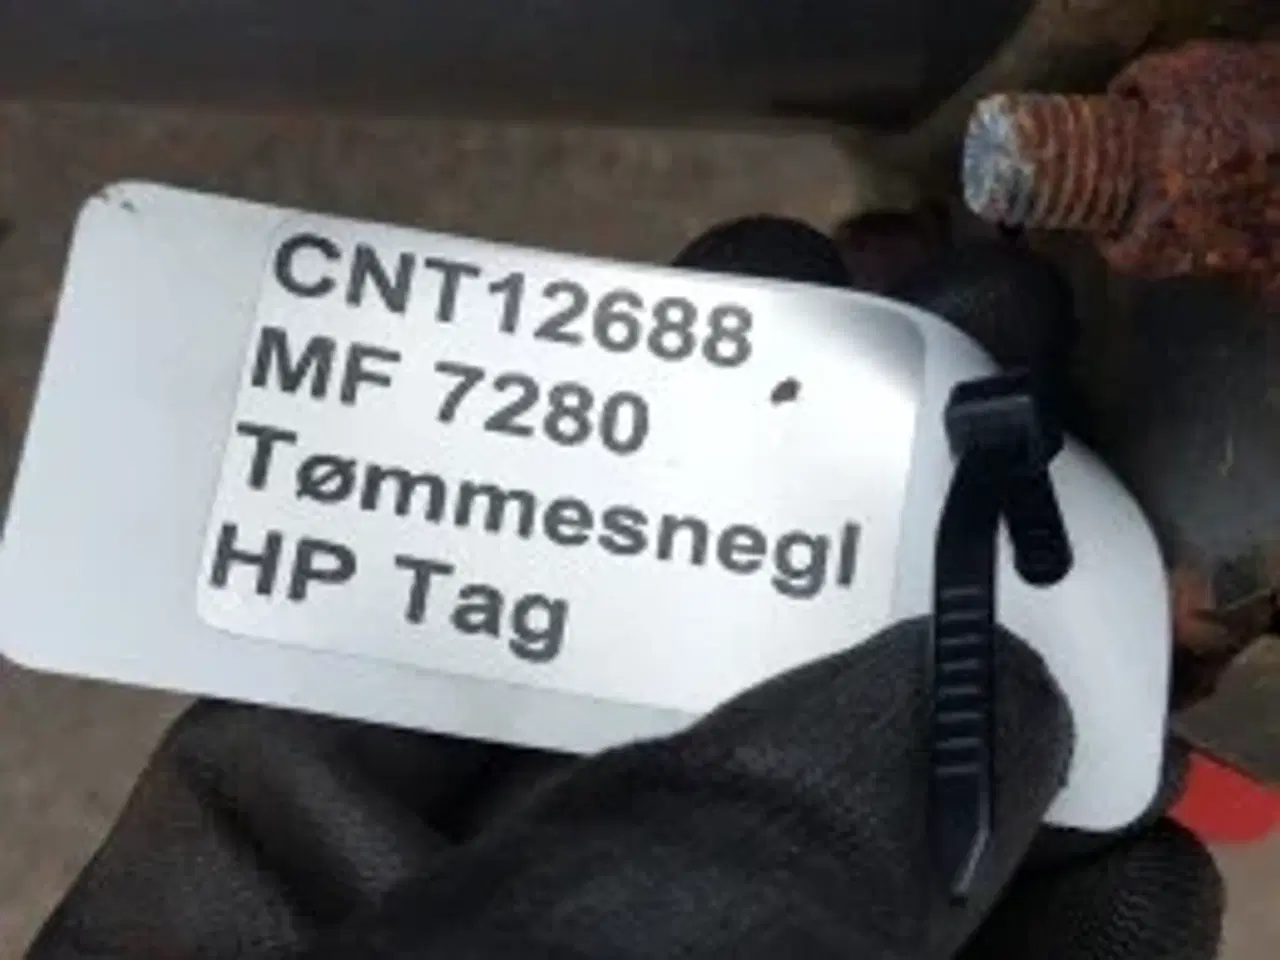 CNT12688
MF 7280
Tømmesnegl
HP Tag